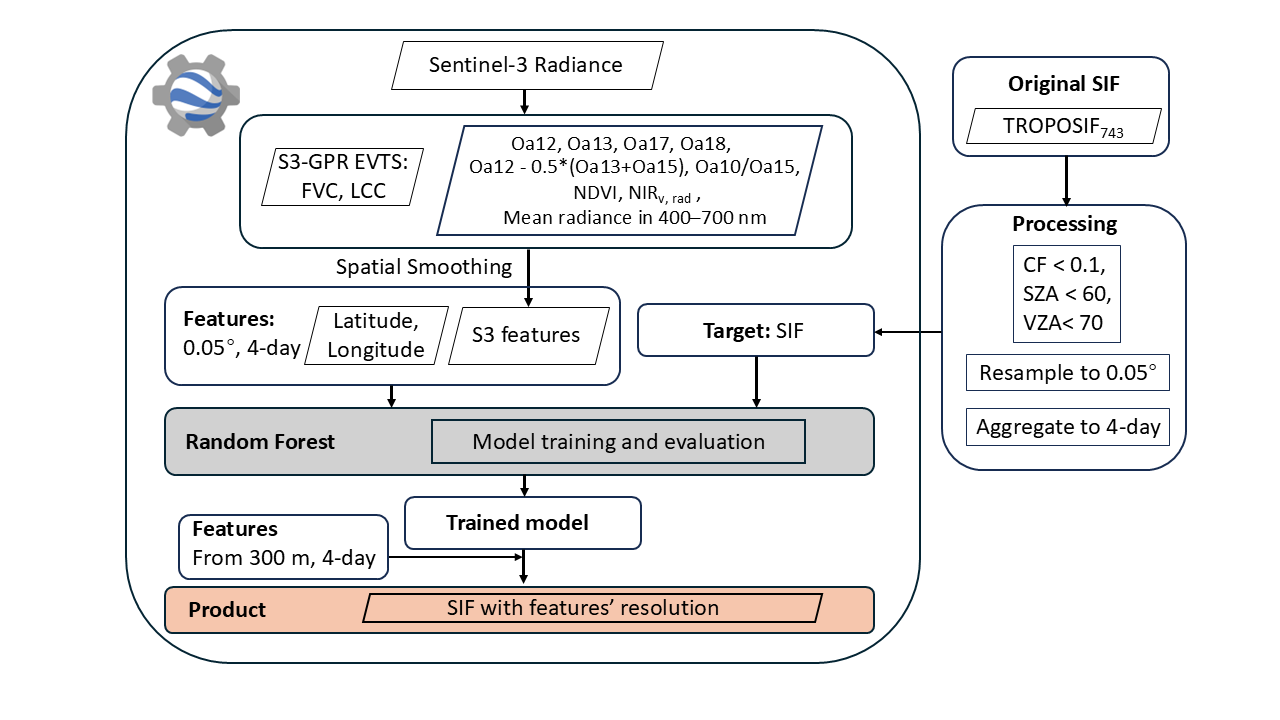 Sentinel-3 Radiance
S3-GPR EVTS:
FVC, LCC
Oa12, Oa13, Oa17, Oa18,
Oa12 - 0.5*(Oa13+Oa15), Oa10/Oa15,
NDVI, NIRv, rad ,
Mean radiance in 400–700 nm
Spatial Smoothing
Features:
0.05°, 4-day
Latitude,
Longitude
S3 features
Target: SIF
Random Forest
Model training and evaluation
Trained model
Features
From 300 m, 4-day
Product
SIF with features’ resolution
Original SIF
TROPOSIF743
Processing
CF < 0.1,
SZA < 60,
VZA< 70
Resample to 0.05°
Aggregate to 4-day